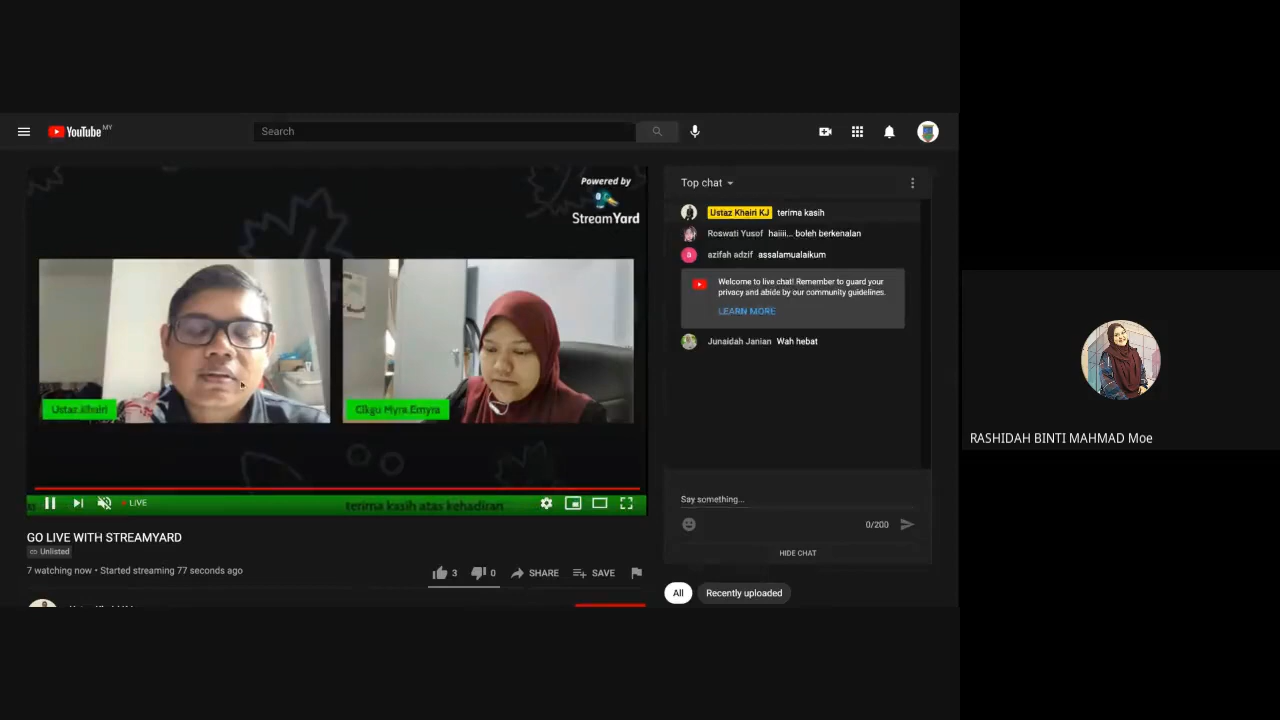 YouTube MY
Search
Powered by
StreamYard
Ustaz Khairi
Cikgu Myra Emyra
LIVE
terima kasih atas kehadiran
GO LIVE WITH STREAMYARD
Unlisted
7 watching now • Started streaming 77 seconds ago
3
0
SHARE
SAVE
Top chat
Ustaz Khairi KJ terima kasih
Roswati Yusof haiiii... boleh berkenalan
azifah adzif assalamualaikum
a
Welcome to live chat! Remember to guard your
privacy and abide by our community guidelines.
LEARN MORE
Junaidah Janian Wah hebat
Say something...
0/200
HIDE CHAT
All
Recently uploaded
RASHIDAH BINTI MAHMAD Moe